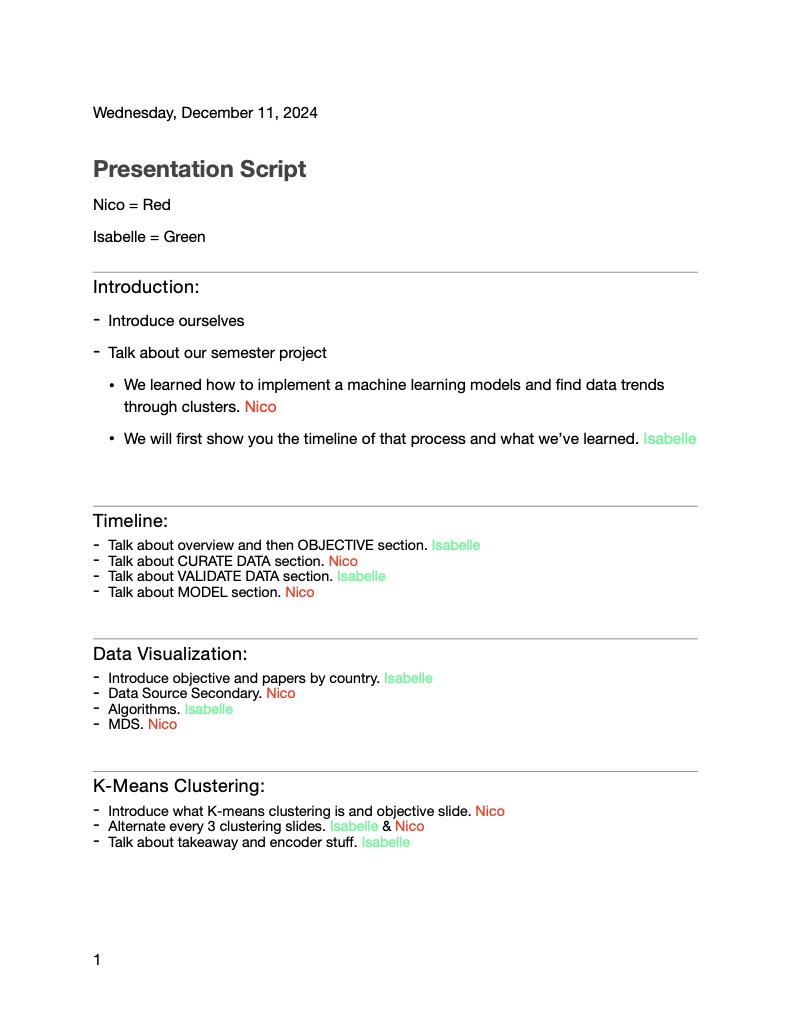 Wednesday, December 11, 2024
Presentation Script
Nico = Red
Isabelle = Green
Introduction:
- Introduce ourselves
- Talk about our semester project
• We learned how to implement a machine learning models and find data trends
through clusters. Nico
• We will first show you the timeline of that process and what we’ve learned. Isabelle
Timeline:
- Talk about overview and then OBJECTIVE section. Isabelle
- Talk about CURATE DATA section. Nico
- Talk about VALIDATE DATA section. Isabelle
- Talk about MODEL section. Nico
Data Visualization:
- Introduce objective and papers by country. Isabelle
- Data Source Secondary. Nico
- Algorithms. Isabelle
- MDS. Nico
K-Means Clustering:
- Introduce what K-means clustering is and objective slide. Nico
- Alternate every 3 clustering slides. Isabelle & Nico
- Talk about takeaway and encoder stuff. Isabelle
1